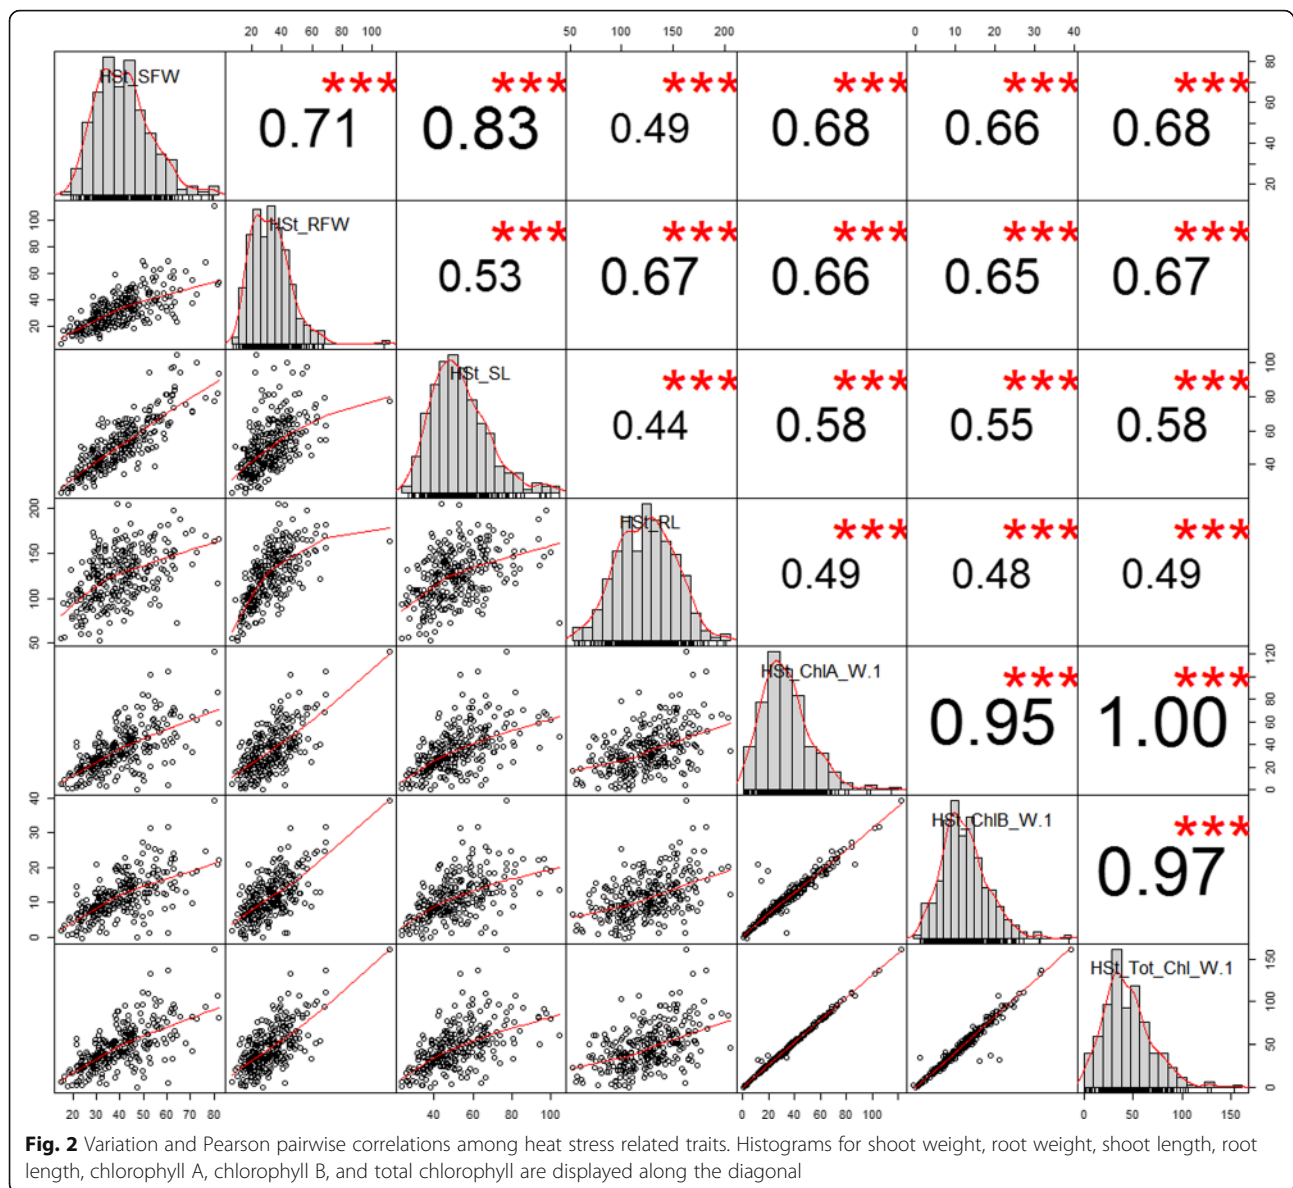 20 40 60 80 100 50 100 150 200 0 10 20 30 40
HSt_SFW *** 0.71 *** 0.83 *** 0.49 *** 0.68 *** 0.66 *** 0.68 20 40 60 80
20 40 60 80 100 HSt_RFW *** 0.53 *** 0.67 *** 0.66 *** 0.65 *** 0.67
HSt_SL *** 0.44 *** 0.58 *** 0.55 *** 0.58 40 60 80 100
50 100 150 200 HSt_RL *** 0.49 *** 0.48 *** 0.49
HSt_ChlA_W.1 *** 0.95 *** 1.00 0 20 40 60 80 120
0 10 20 30 40 HSt_ChlB_W.1 *** 0.97
HSt_Tot_Chl_W.1 0 50 100 150
20 30 40 50 60 70 80 40 60 80 100 50 100 150 200 0 20 40 60 80 100 0 10 20 30 40 0 50 100 150
Fig. 2 Variation and Pearson pairwise correlations among heat stress related traits. Histograms for shoot weight, root weight, shoot length, root
length, chlorophyll A, chlorophyll B, and total chlorophyll are displayed along the diagonal